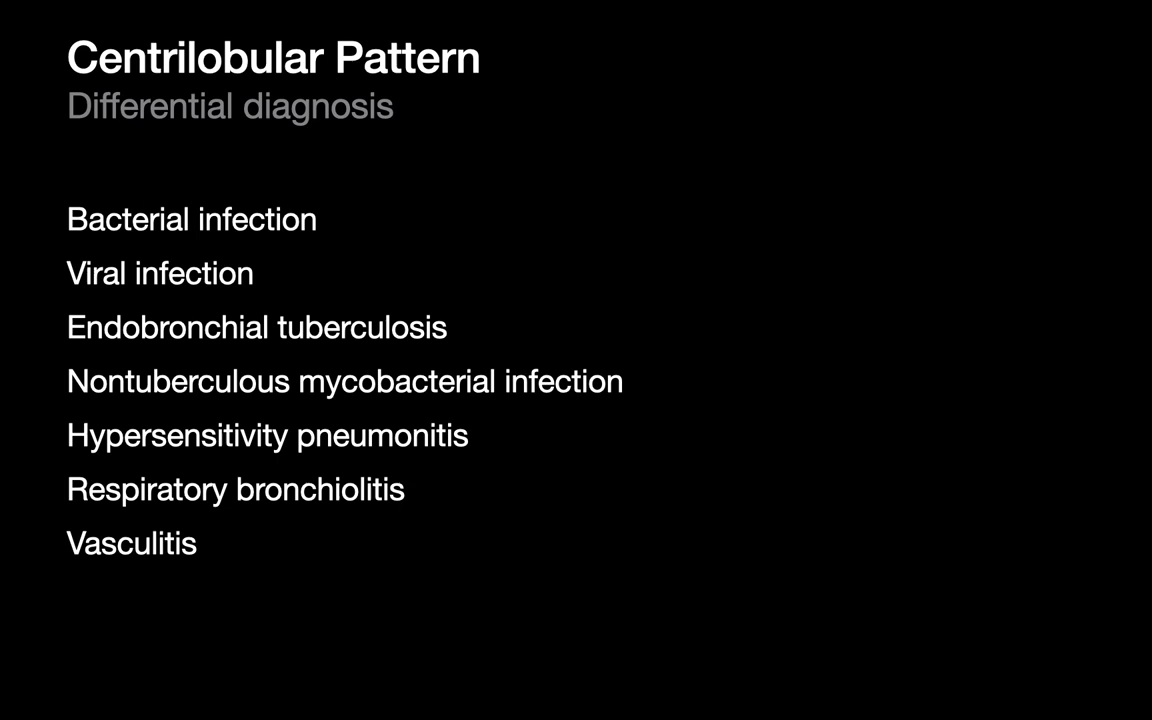 Centrilobular Pattern
Differential diagnosis
Bacterial infection
Viral infection
Endobronchial tuberculosis
Nontuberculous mycobacterial infection
Hypersensitivity pneumonitis
Respiratory bronchiolitis
Vasculitis